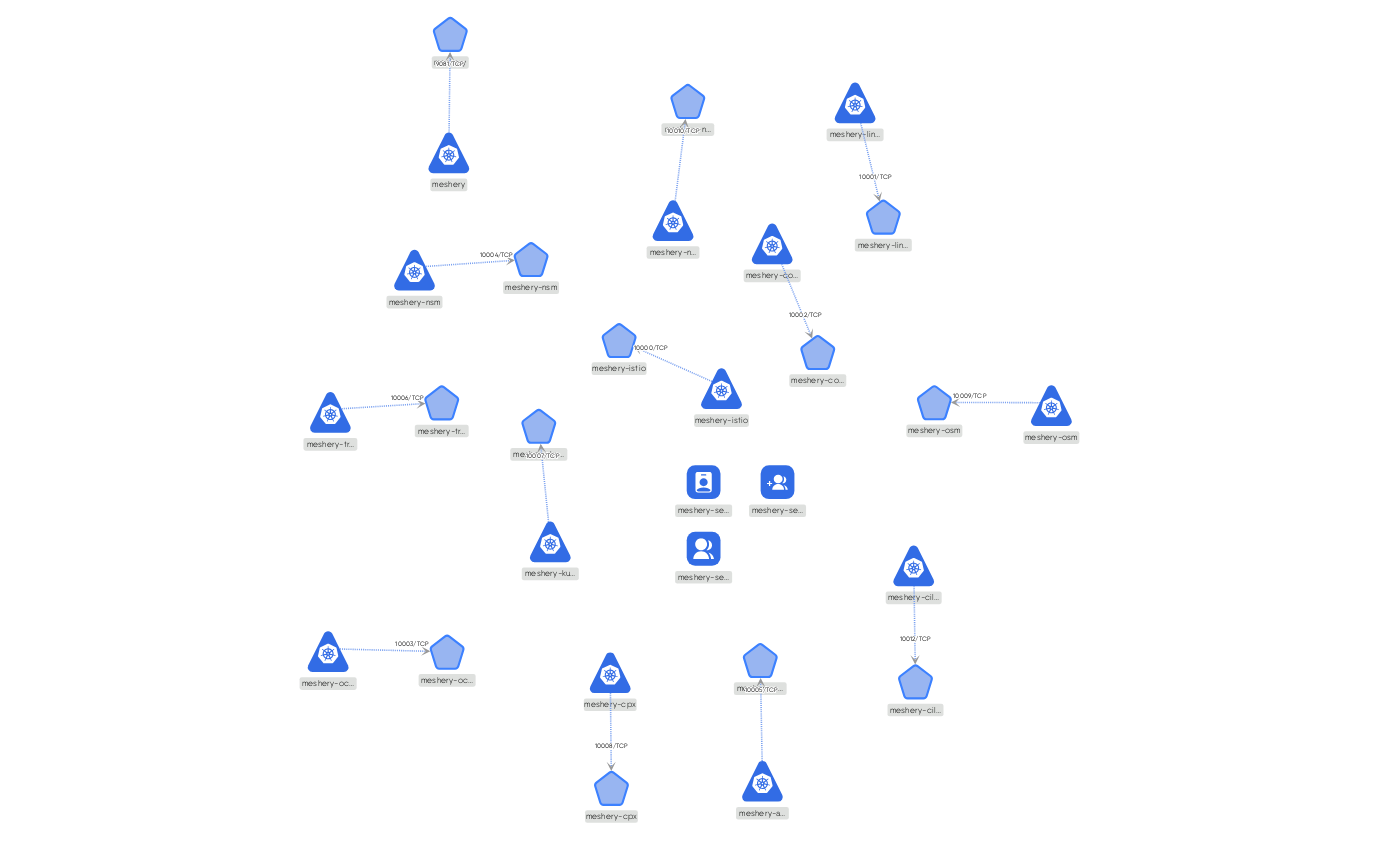 9081/TCP
meshery
10010/TCP
meshery-n...
meshery-lin...
10001/TCP
meshery-lin...
meshery-nsm
10004/TCP
meshery-nsm
meshery-co...
10002/TCP
meshery-co...
meshery-istio
10000/TCP
meshery-istio
meshery-tr...
10006/TCP
meshery-tr...
10007/TCP
meshery-ku...
meshery-osm
10009/TCP
meshery-osm
meshery-se...
meshery-se...
meshery-se...
meshery-cil...
10012/TCP
meshery-cil...
meshery-oc...
10003/TCP
meshery-oc...
meshery-cpx
10008/TCP
meshery-cpx
10005/TCP
meshery-a...